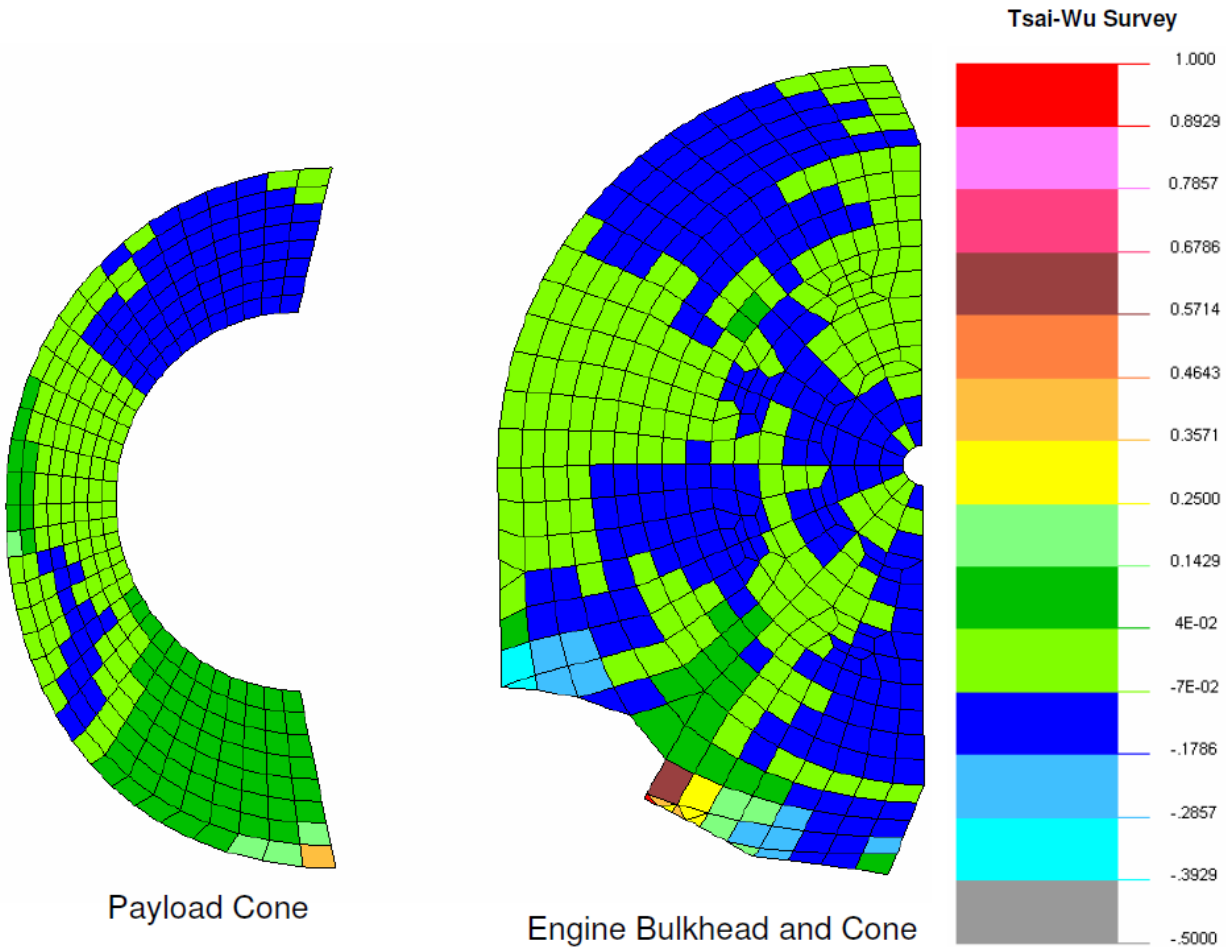 Tsai-Wu Survey
1.000
0.8929
0.7857
0.6786
0.5714
0.4643
0.3571
0.2500
0.1429
4E-02
-7E-02
-.1786
-.2857
-.3929
-.5000
Payload Cone
Engine Bulkhead and Cone